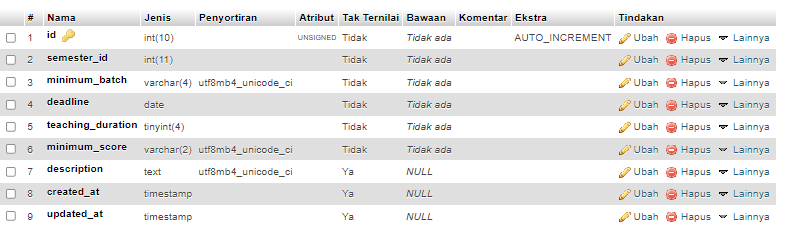 # Nama Jenis Penyortiran Atribut Tak Ternilai Bawaan Komentar Ekstra Tindakan
1 id int(10) UNSIGNED Tidak Tidak ada AUTO_INCREMENT Ubah Hapus Lainnya
2 semester_id int(11) Tidak Tidak ada Ubah Hapus Lainnya
3 minimum_batch varchar(4) utf8mb4_unicode_ci Tidak Tidak ada Ubah Hapus Lainnya
4 deadline date Tidak Tidak ada Ubah Hapus Lainnya
5 teaching_duration tinyint(4) Tidak Tidak ada Ubah Hapus Lainnya
6 minimum_score varchar(2) utf8mb4_unicode_ci Tidak Tidak ada Ubah Hapus Lainnya
7 description text utf8mb4_unicode_ci Ya NULL Ubah Hapus Lainnya
8 created_at timestamp Ya NULL Ubah Hapus Lainnya
9 updated_at timestamp Ya NULL Ubah Hapus Lainnya